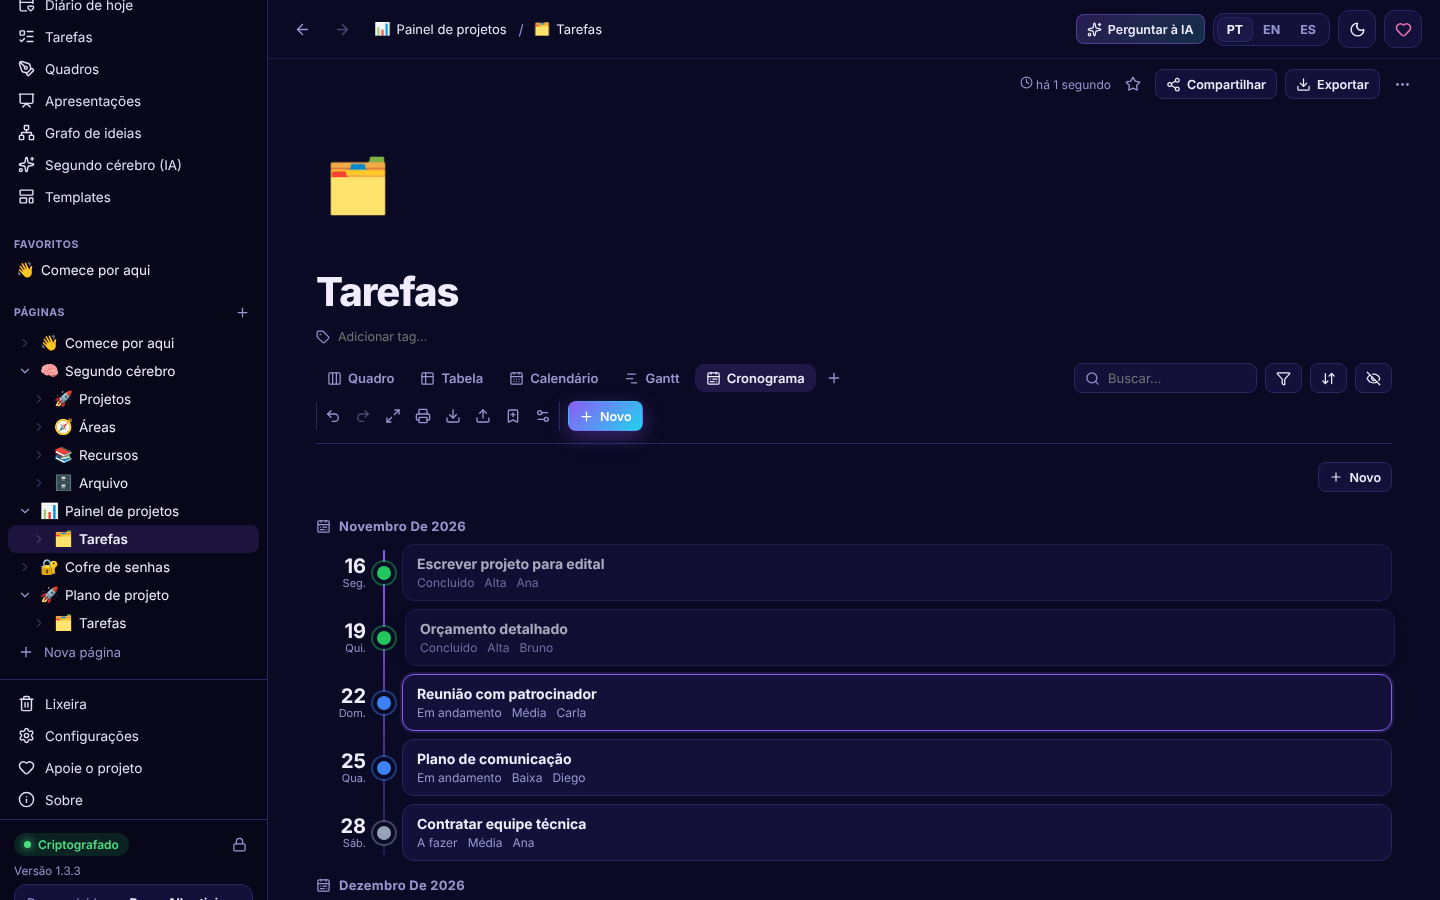 Diário de hoje
Tarefas
Quadros
Apresentações
Grafo de ideias
Segundo cérebro (IA)
Templates
FAVORITOS
Comece por aqui
PÁGINAS
Comece por aqui
Segundo cérebro
Projetos
Áreas
Recursos
Arquivo
Painel de projetos
Tarefas
Cofre de senhas
Plano de projeto
Tarefas
Nova página
Lixeira
Configurações
Apoie o projeto
Sobre
Criptografado
Versão 1.3.3
Painel de projetos / Tarefas
Perguntar à IA
PT EN ES
há 1 segundo
Compartilhar
Exportar
Tarefas
Adicionar tag...
Quadro Tabela Calendário Gantt Cronograma
Buscar...
Novo
Novo
Novembro De 2026
16 Escrever projeto para edital
Seg. Concluído Alta Ana
19 Orçamento detalhado
Qui. Concluído Alta Bruno
22 Reunião com patrocinador
Dom. Em andamento Média Carla
25 Plano de comunicação
Qua. Em andamento Baixa Diego
28 Contratar equipe técnica
Sáb. A fazer Média Ana
Dezembro De 2026